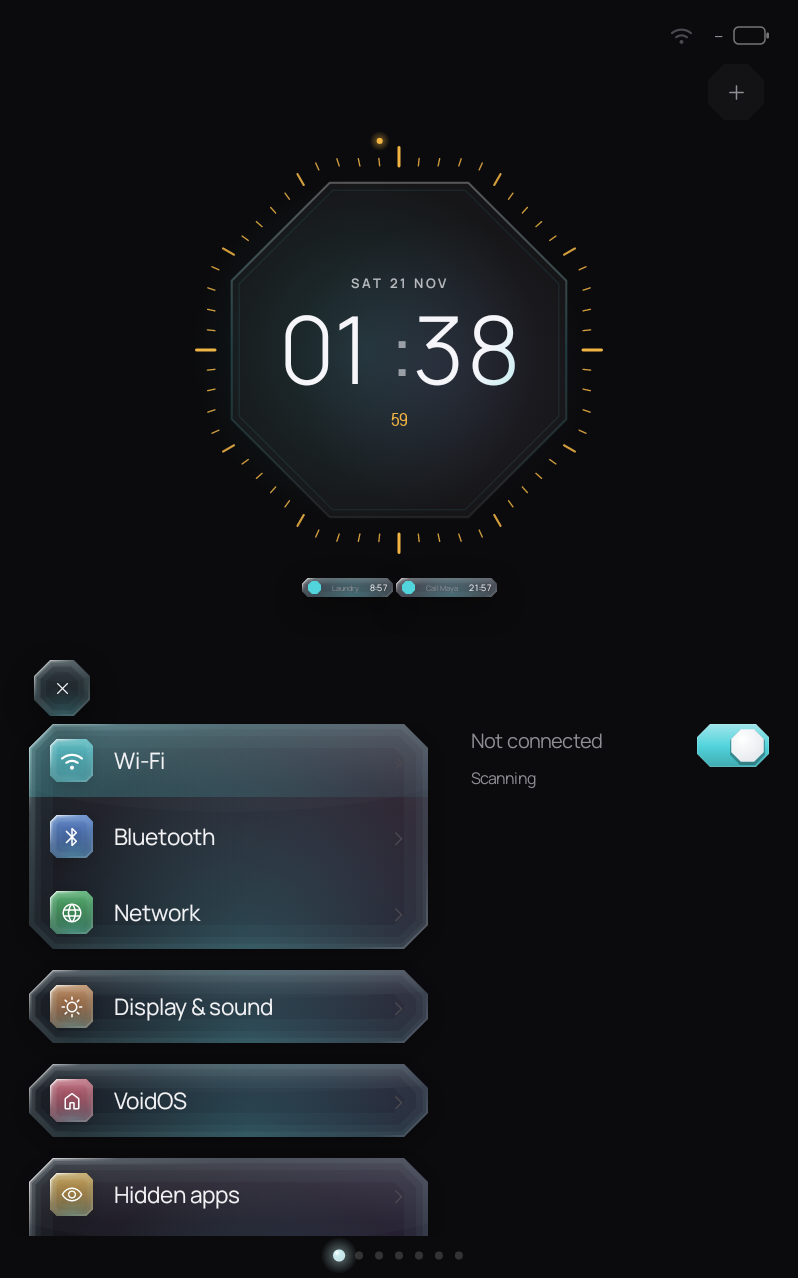 SAT 21 NOV
01:38
59
Laundry 8:57 Call Maya 21:57
Wi-Fi
Not connected
Scanning
Bluetooth
Network
Display & sound
VoidOS
Hidden apps